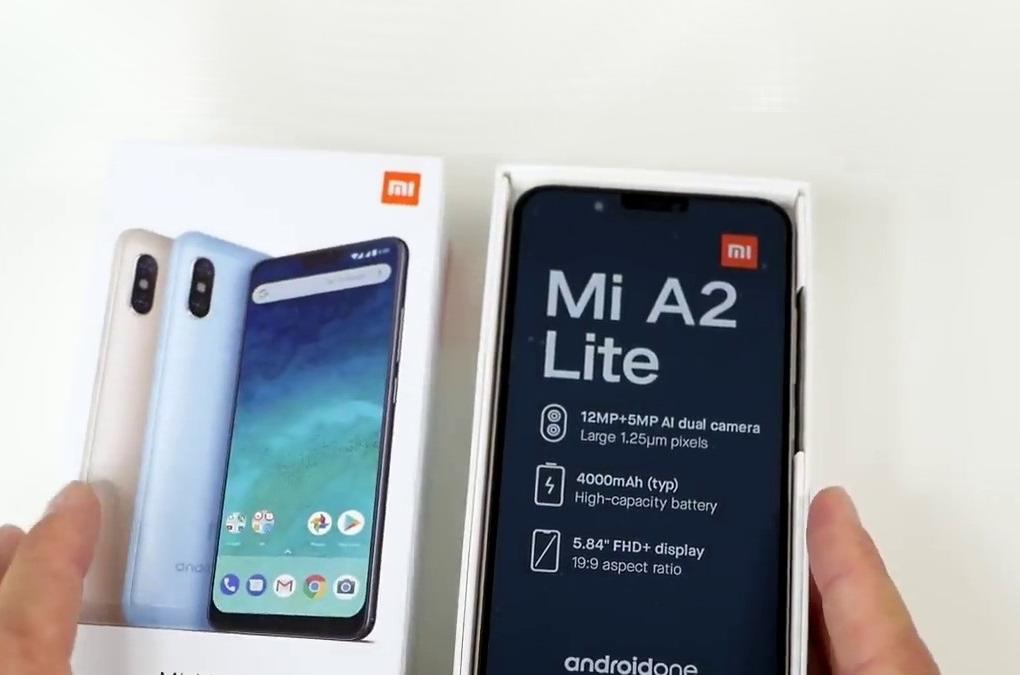 mi
mi
Mi A2
Lite
12MP+5MP AI dual camera
Large 1.25μm pixels
4000mAh (typ)
High-capacity battery
5.84" FHD+ display
19:9 aspect ratio
androidone